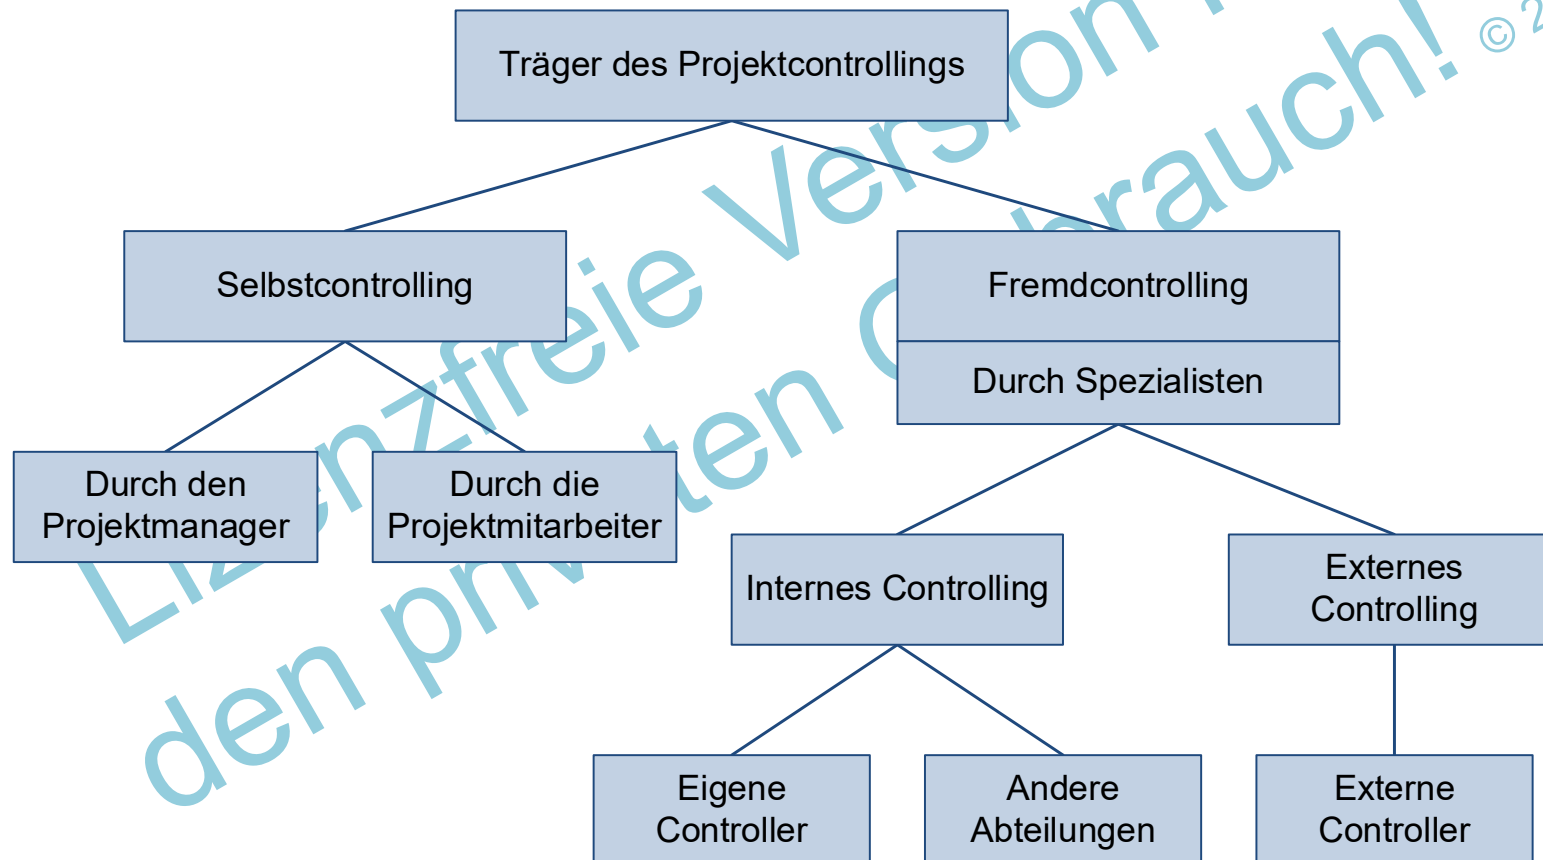 Träger des Projektcontrollings
Selbstcontrolling
Fremdcontrolling
Durch Spezialisten
Durch den
Projektmanager
Durch die
Projektmitarbeiter
Internes Controlling
Externes
Controlling
Eigene
Controller
Andere
Abteilungen
Externe
Controller
Lizenzfreie Version
den privaten Gebrauch! ©